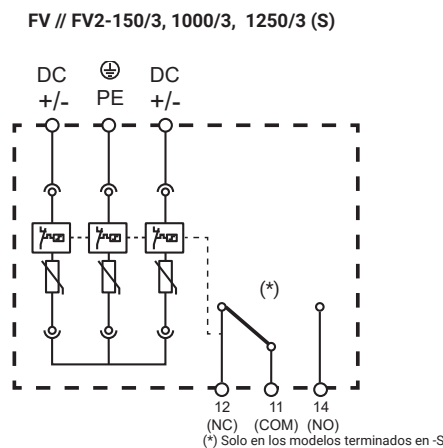 FV // FV2-150/3, 1000/3, 1250/3 (S)
DC PE DC
+/- +/-
(*)
12 11 14
(NC) (COM) (NO)
(*) Solo en los modelos terminados en -S